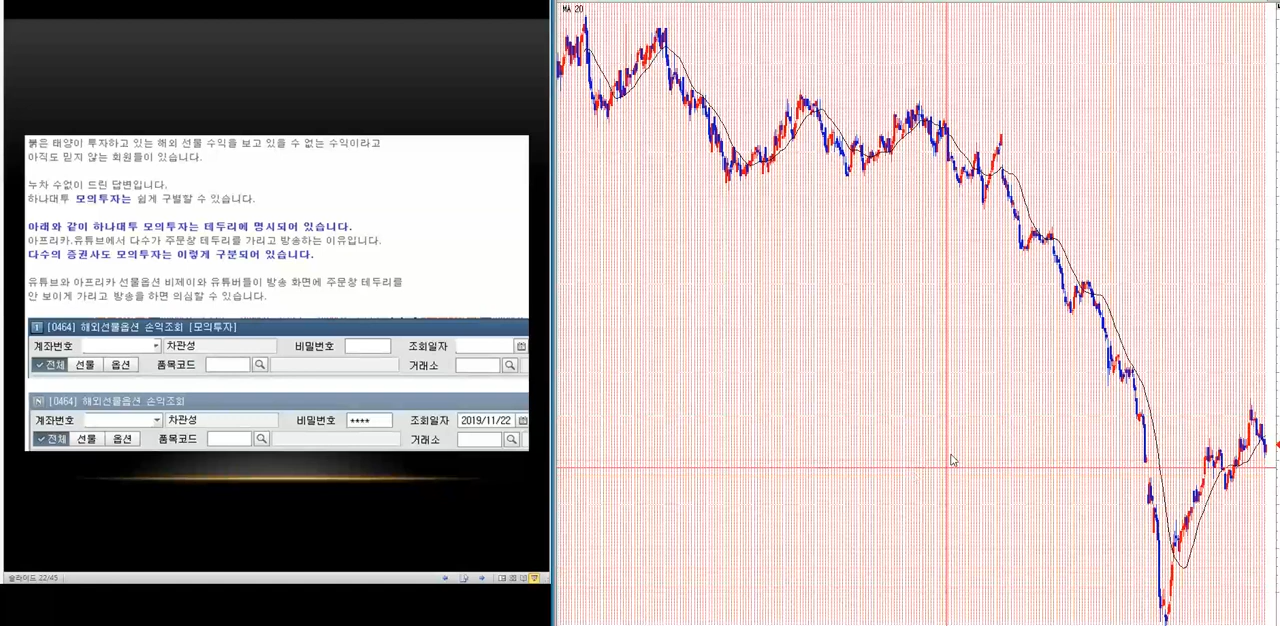 붉은 태양이 투자하고 있는 해외 선물 수익을 보고 있을 수 없는 수익이라고
아직도 믿지 않는 회원들이 있습니다.
누차 수없이 드린 답변입니다.
하나대투 모의투자는 쉽게 구별할 수 있습니다.
아래와 같이 하나대투 모의투자는 테두리에 명시되어 있습니다.
아프리카.유튜브에서 다수가 주문창 테두리를 가리고 방송하는 이유입니다.
다수의 증권사도 모의투자는 이렇게 구분되어 있습니다.
유튜브와 아프리카 선물옵션 비제이와 유튜버들이 방송 화면에 주문창 테두리를
안 보이게 가리고 방송을 하면 의심할 수 있습니다.
[0464] 해외선물옵션 손익조회 [모의투자]
계좌번호 차관성 비밀번호 조회일자
전체 선물 옵션 품목코드 거래소
[0464] 해외선물옵션 손익조회
계좌번호 차관성 비밀번호 **** 조회일자 2019/11/22
전체 선물 옵션 품목코드 거래소
슬라이드 22/45
MA 20